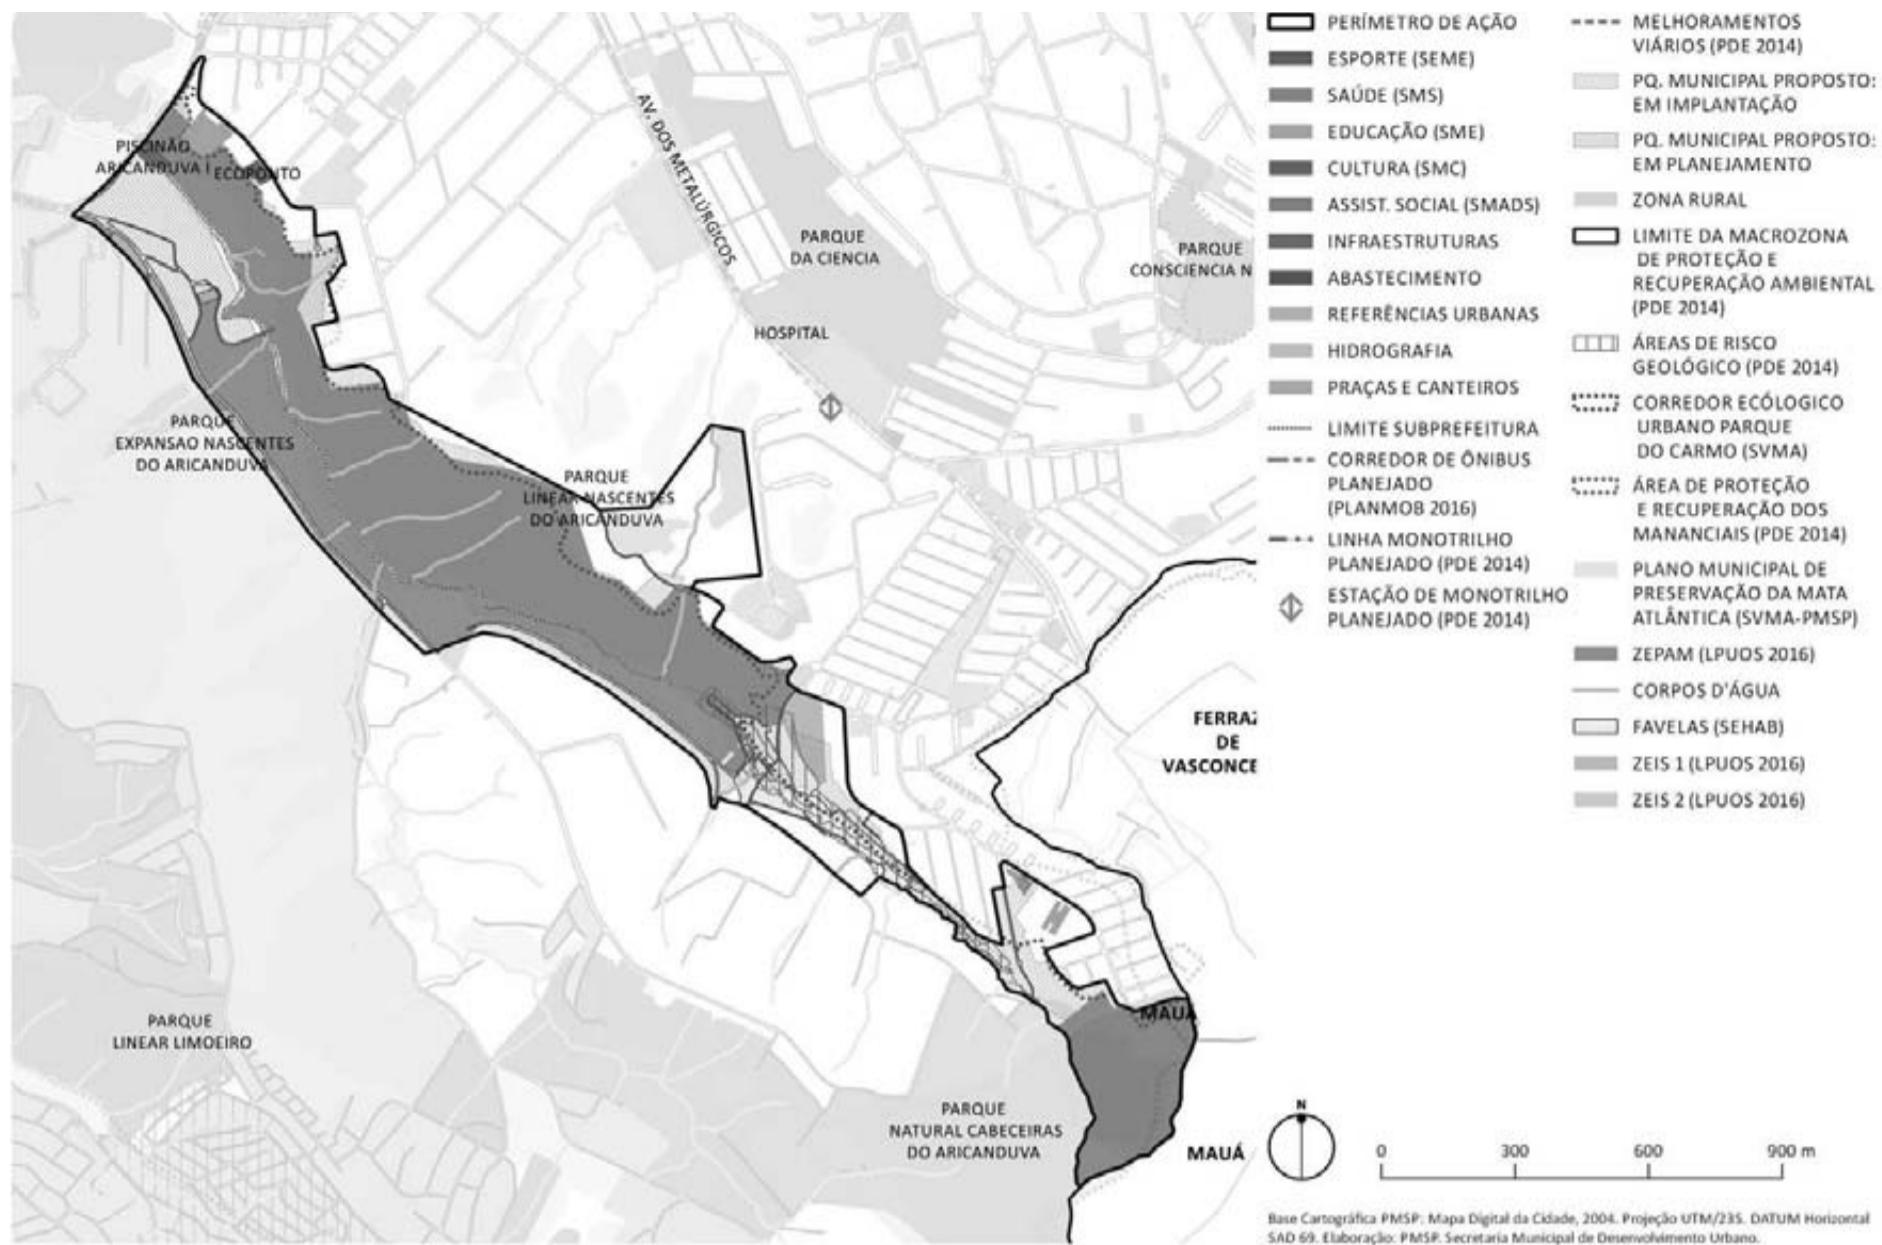 PISCINÃO
ARICANDUVA I
ECOPONTO
AV. DOS METALÚRGICOS
PARQUE
DA CIENCIA
PARQUE
CONSCIENCIA N
HOSPITAL
PARQUE
EXPANSAO NASCENTES
DO ARICANDUVA
PARQUE
LINEAR NASCENTES
DO ARICANDUVA
FERRAZ
DE
VASCONCE
PARQUE
LINEAR LIMOEIRO
MAUÁ
PARQUE
NATURAL CABECEIRAS
DO ARICANDUVA
MAUÁ
PERÍMETRO DE AÇÃO
ESPORTE (SEME)
SAÚDE (SMS)
EDUCAÇÃO (SME)
CULTURA (SMC)
ASSIST. SOCIAL (SMADS)
INFRAESTRUTURAS
ABASTECIMENTO
REFERÊNCIAS URBANAS
HIDROGRAFIA
PRAÇAS E CANTEIROS
LIMITE SUBPREFEITURA
CORREDOR DE ÔNIBUS
PLANEJADO
(PLANMOB 2016)
LINHA MONOTRILHO
PLANEJADO (PDE 2014)
ESTAÇÃO DE MONOTRILHO
PLANEJADO (PDE 2014)
MELHORAMENTOS
VIÁRIOS (PDE 2014)
PQ. MUNICIPAL PROPOSTO:
EM IMPLANTAÇÃO
PQ. MUNICIPAL PROPOSTO:
EM PLANEJAMENTO
ZONA RURAL
LIMITE DA MACROZONA
DE PROTEÇÃO E
RECUPERAÇÃO AMBIENTAL
(PDE 2014)
ÁREAS DE RISCO
GEOLÓGICO (PDE 2014)
CORREDOR ECÓLOGICO
URBANO PARQUE
DO CARMO (SVMA)
ÁREA DE PROTEÇÃO
E RECUPERAÇÃO DOS
MANANCIAIS (PDE 2014)
PLANO MUNICIPAL DE
PRESERVAÇÃO DA MATA
ATLÂNTICA (SVMA-PMSP)
ZEPAM (LPUOS 2016)
CORPOS D'ÁGUA
FAVELAS (SEHAB)
ZEIS 1 (LPUOS 2016)
ZEIS 2 (LPUOS 2016)
N
0 300 600 900 m
Base Cartográfica PMSP: Mapa Digital da Cidade, 2004. Projeção UTM/23S. DATUM Horizontal
SAD 69. Elaboração: PMSP. Secretaria Municipal de Desenvolvimento Urbano.